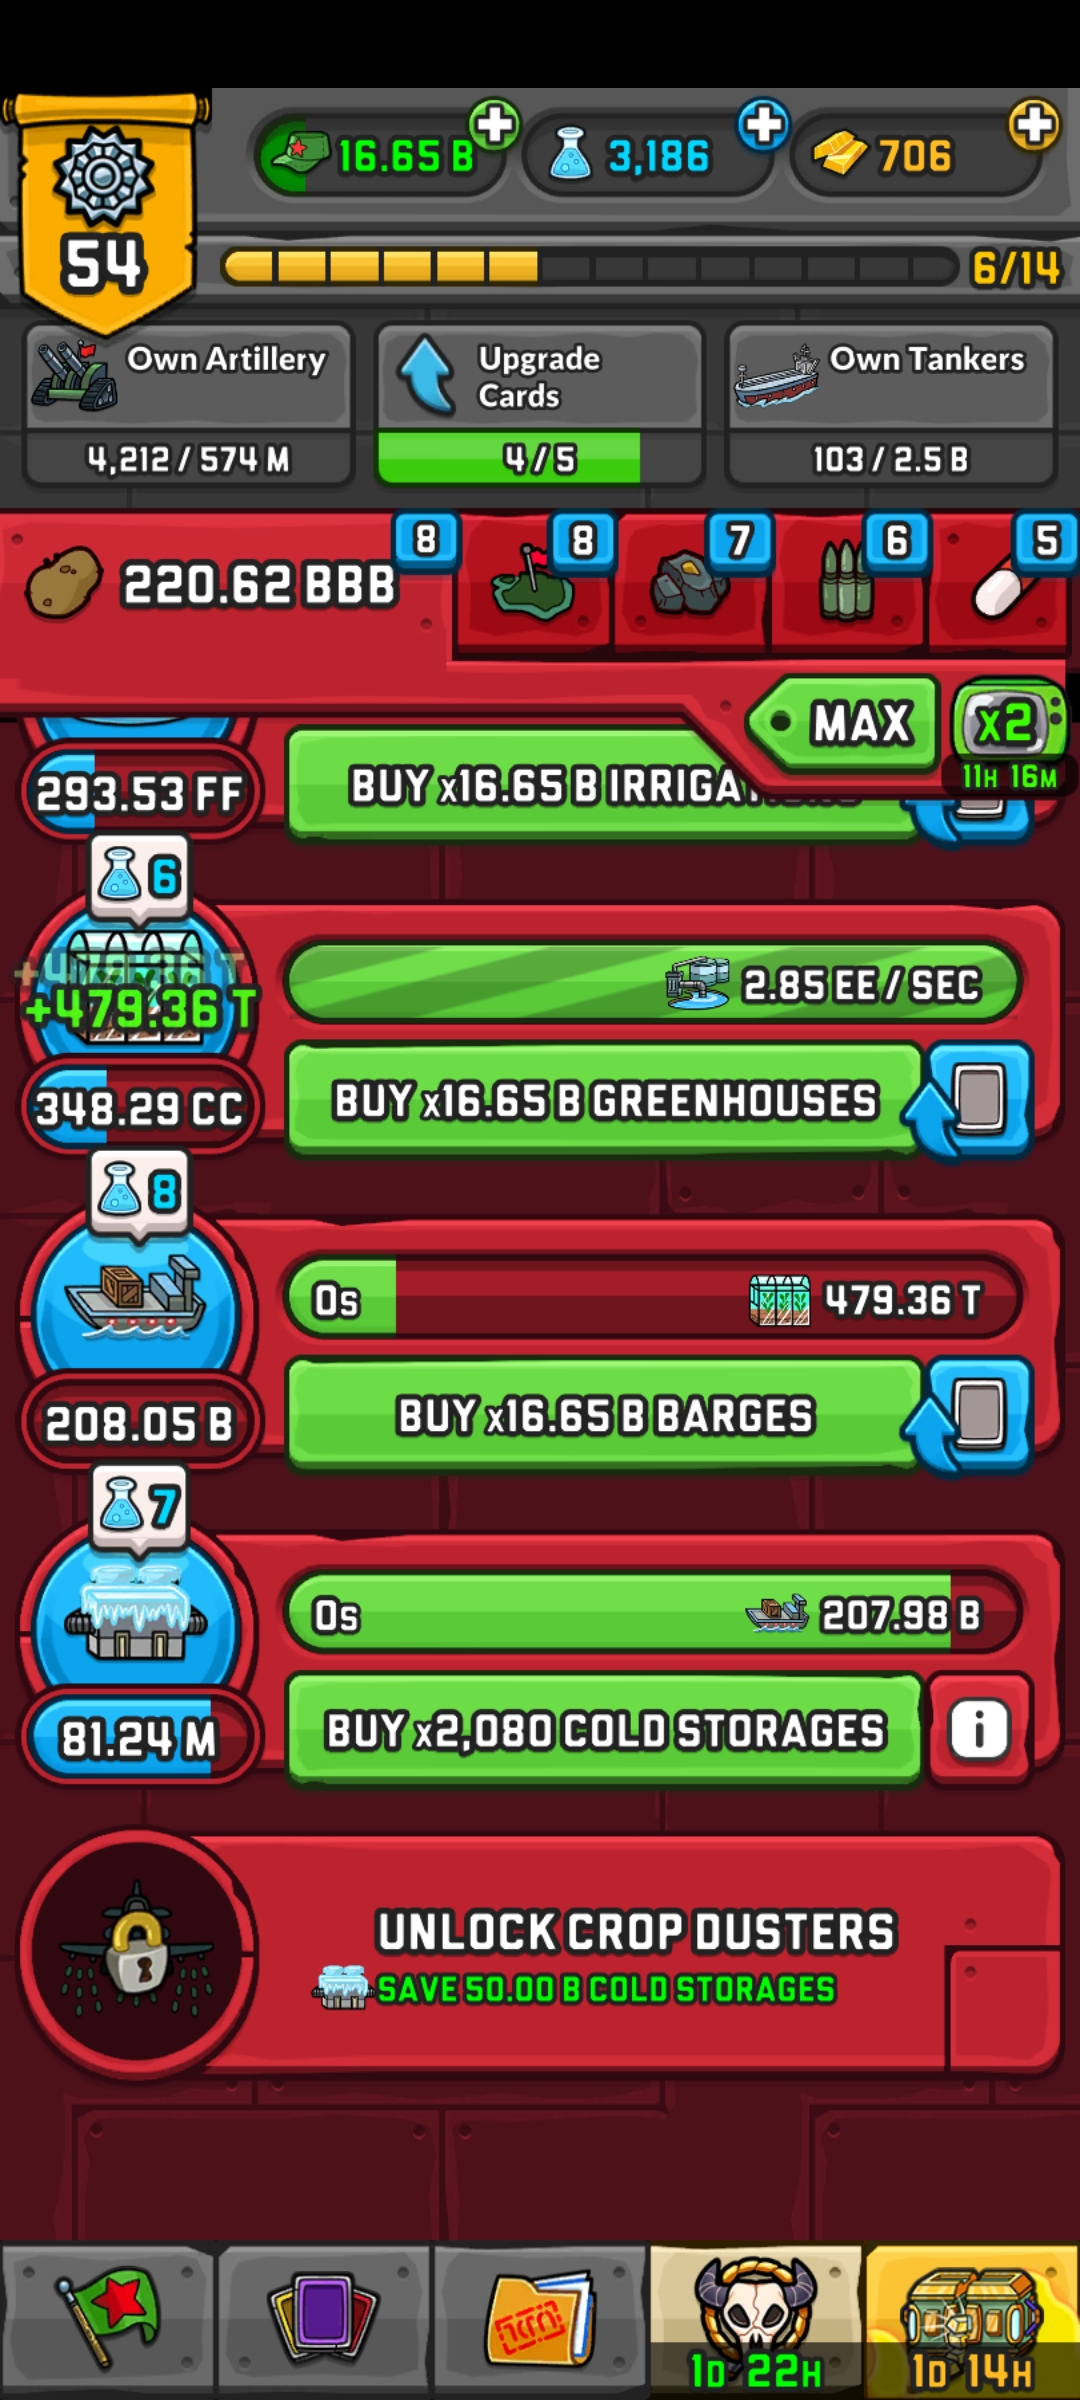 16.65 B
3,186
706
54
6/14
Own Artillery
4,212 / 574 M
Upgrade
Cards
4 / 5
Own Tankers
103 / 2.5 B
220.62 BBB
8
8
7
6
5
MAX
x2
11H 16M
293.53 FF
BUY x16.65 B
6
+479.36 T
+479.36 T
2.85 EE / SEC
348.29 CC
BUY x16.65 B GREENHOUSES
8
0s
479.36 T
208.05 B
BUY x16.65 B BARGES
7
0s
207.98 B
81.24 M
BUY x2,080 COLD STORAGES
i
UNLOCK CROP DUSTERS
SAVE 50.00 B COLD STORAGES
1D 22H
1D 14H